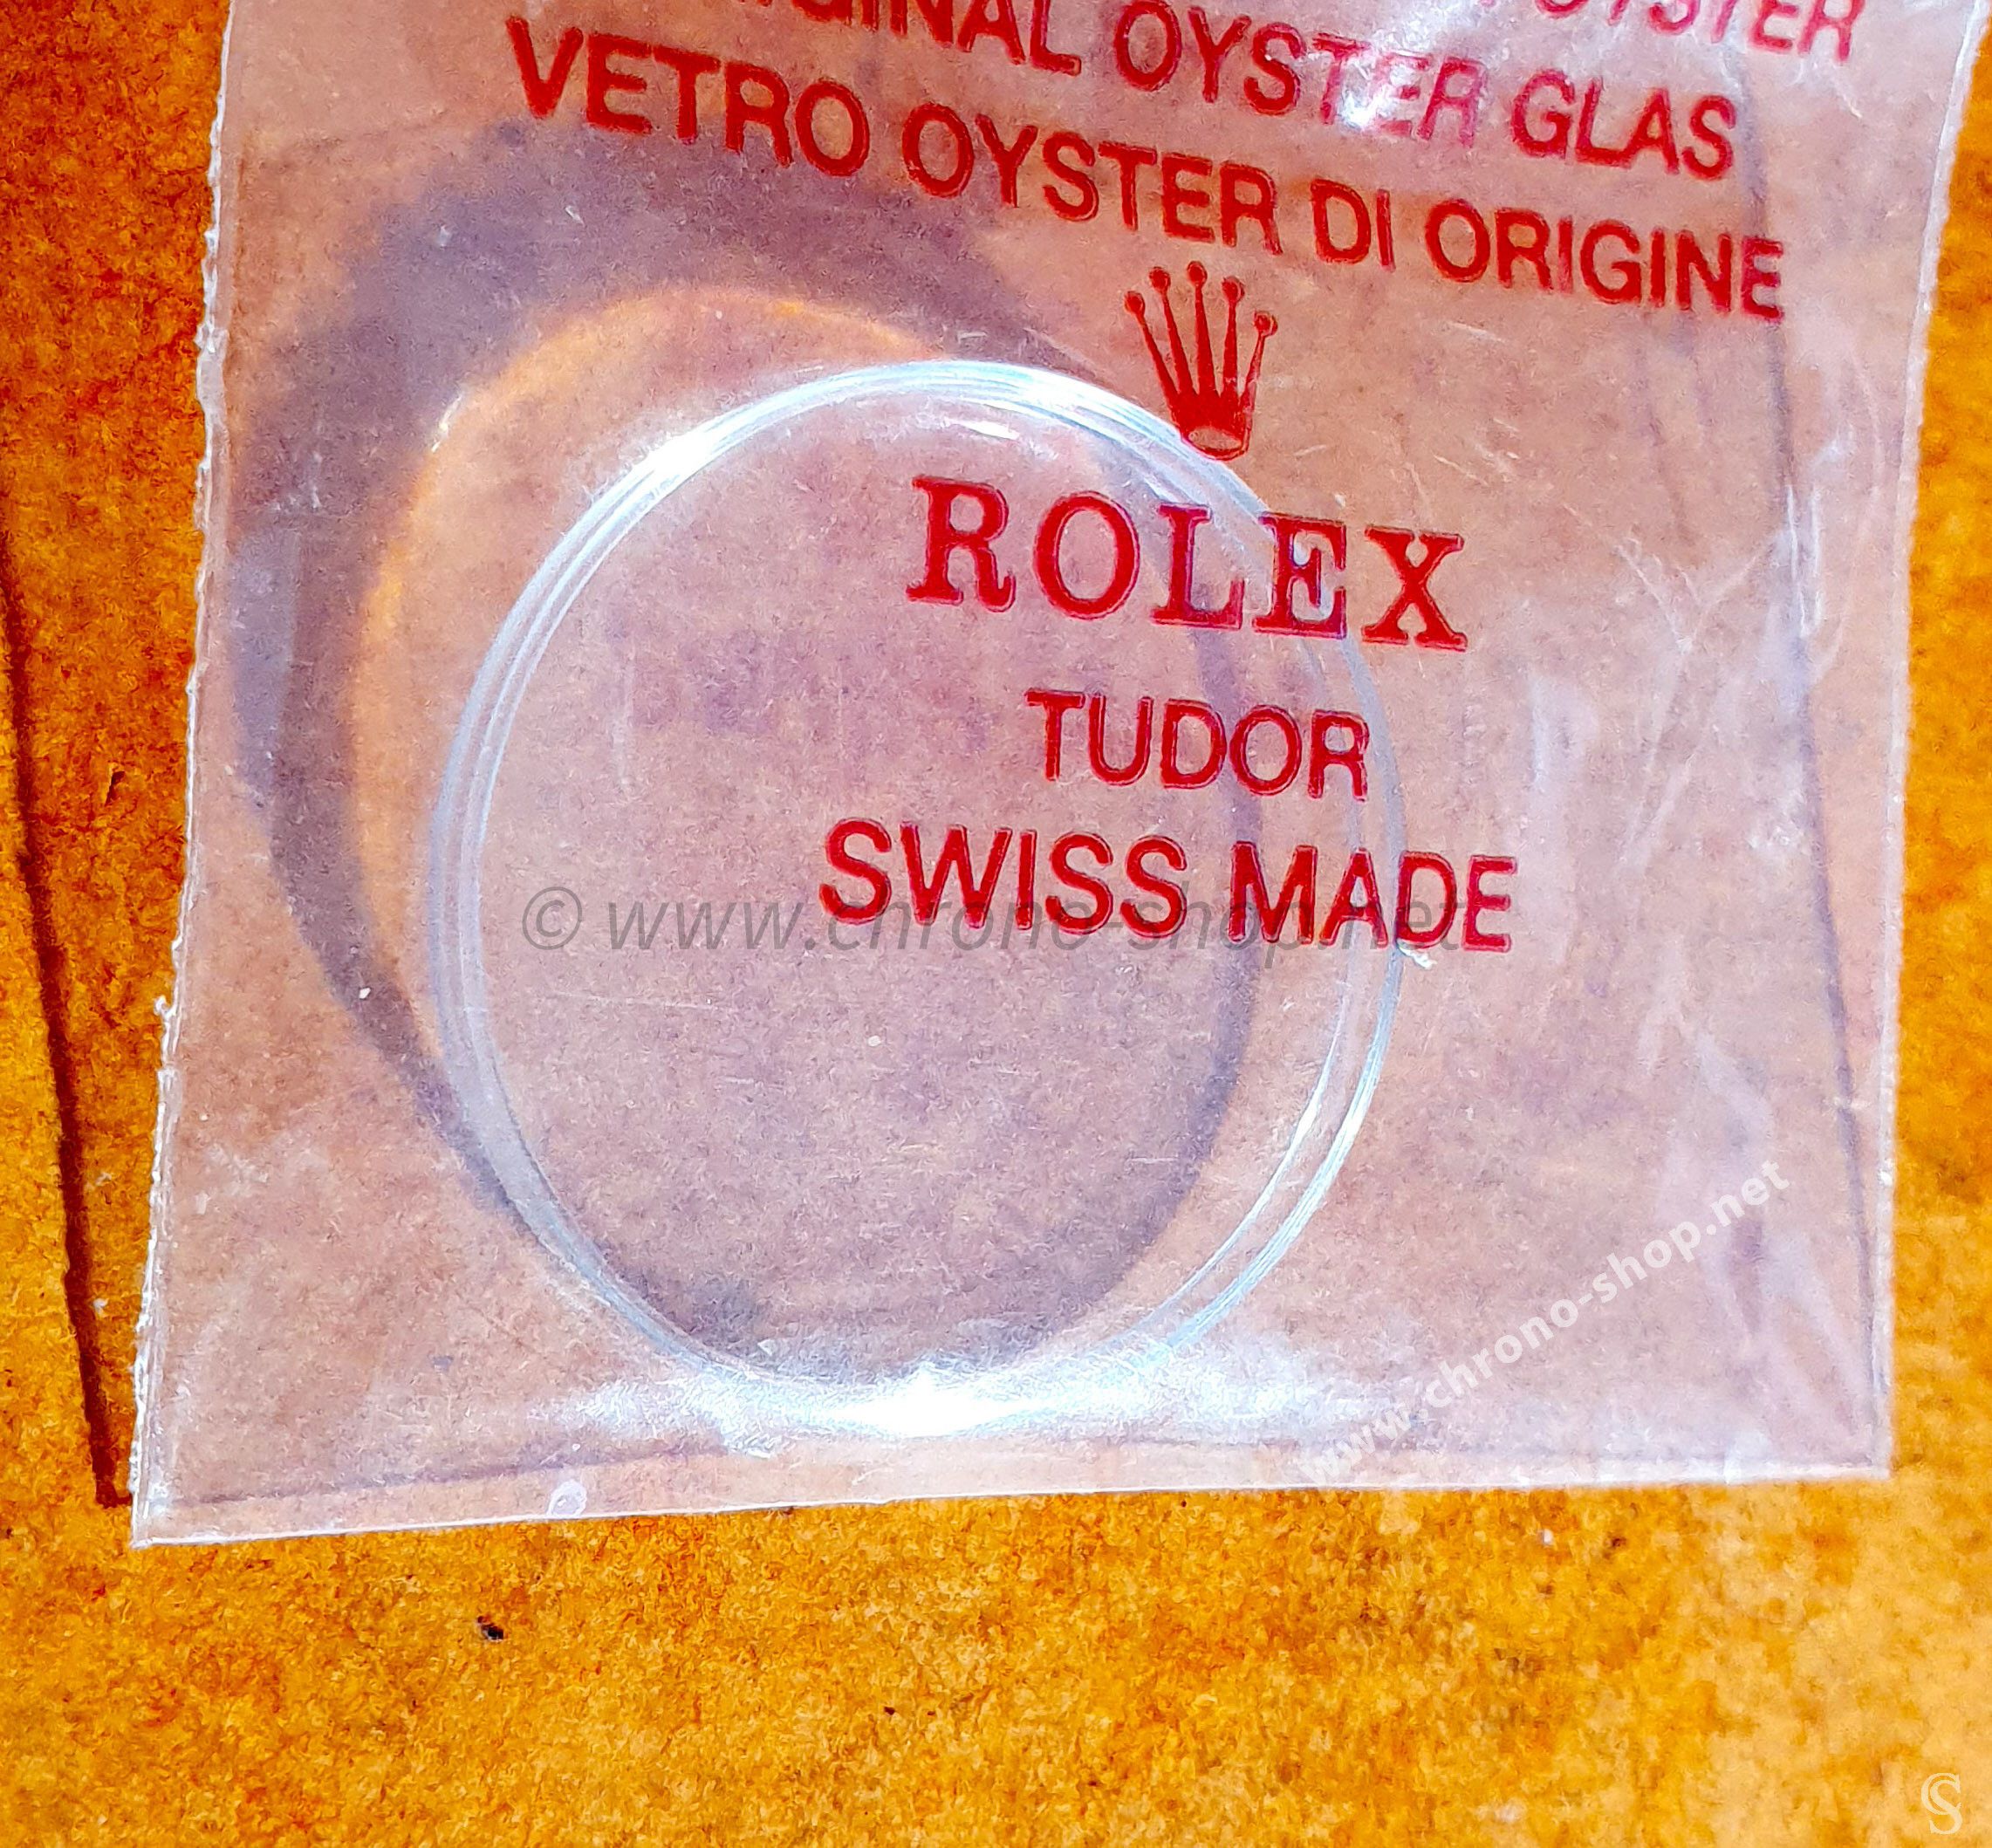 OYSTER
ORIGINAL OYSTER GLAS
VETRO OYSTER DI ORIGINE
ROLEX
TUDOR
SWISS MADE
© www.chrono-shop.net
www.chrono-shop.net